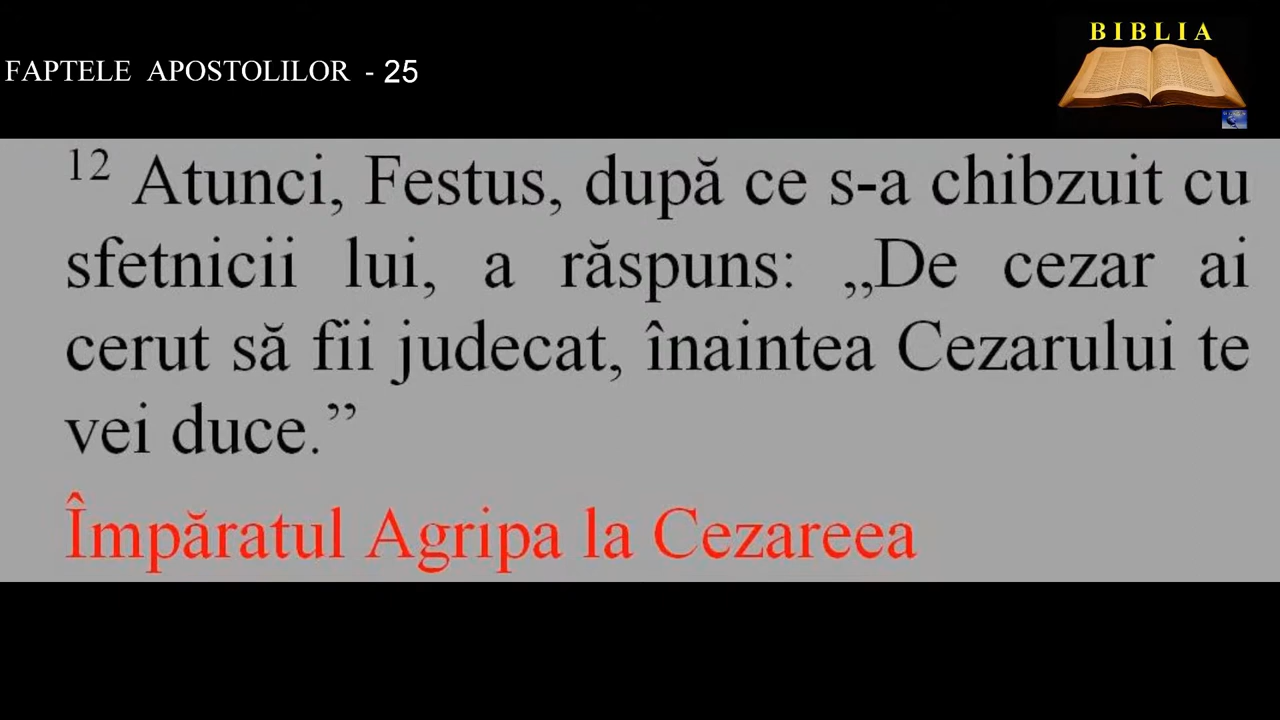 BIBLIA
FAPTELE APOSTOLILOR - 25
12 Atunci, Festus, după ce s-a chibzuit cu
sfetnicii lui, a răspuns: „De cezar ai
cerut să fii judecat, înaintea Cezarului te
vei duce.”
Împăratul Agripa la Cezareea